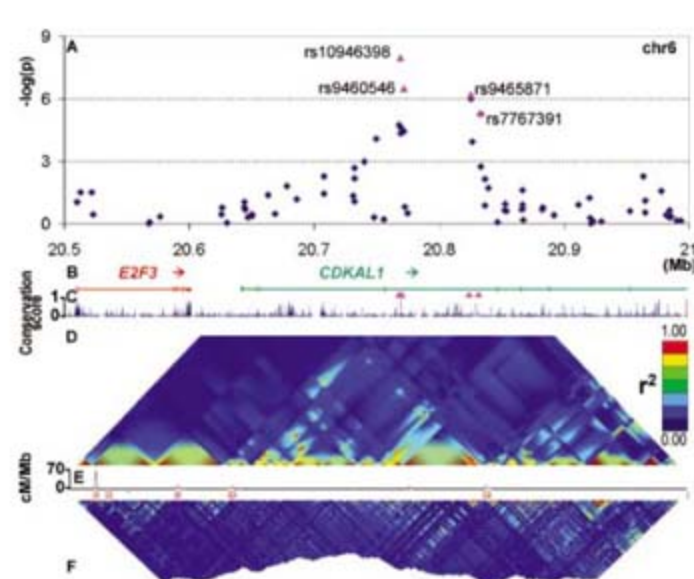 9
A
chr6
rs10946398
-log(p)
rs9460546
rs9465871
6
rs7767391
3
0
20.5 20.6 20.7 20.8 20.9 21
(Mb)
B
E2F3 →
CDKAL1 →
Conservation
score
1
C
0
D
1.00
r²
0.00
cM/Mb
70
E
0
F